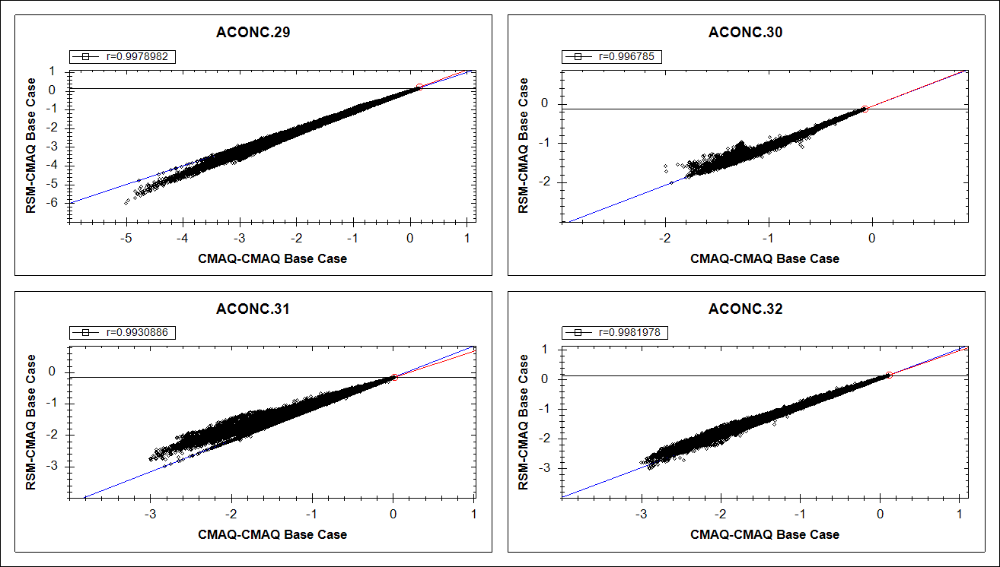 ACONC.29
r=0.9978982
1
0
-1
-2
-3
-4
-5
-6
RSM-CMAQ Base Case
-5
-4
-3
-2
-1
0
1
CMAQ-CMAQ Base Case
ACONC.30
r=0.996785
0
-1
-2
RSM-CMAQ Base Case
-2
-1
0
CMAQ-CMAQ Base Case
ACONC.31
r=0.9930886
0
-1
-2
-3
RSM-CMAQ Base Case
-3
-2
-1
0
1
CMAQ-CMAQ Base Case
ACONC.32
r=0.9981978
1
0
-1
-2
-3
RSM-CMAQ Base Case
-3
-2
-1
0
1
CMAQ-CMAQ Base Case